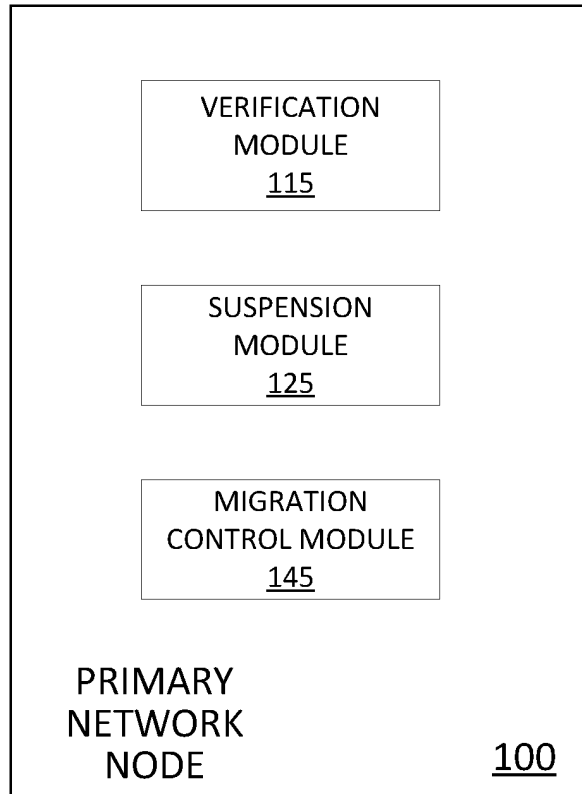 VERIFICATION
MODULE
115
SUSPENSION
MODULE
125
MIGRATION
CONTROL MODULE
145
PRIMARY
NETWORK
NODE
100